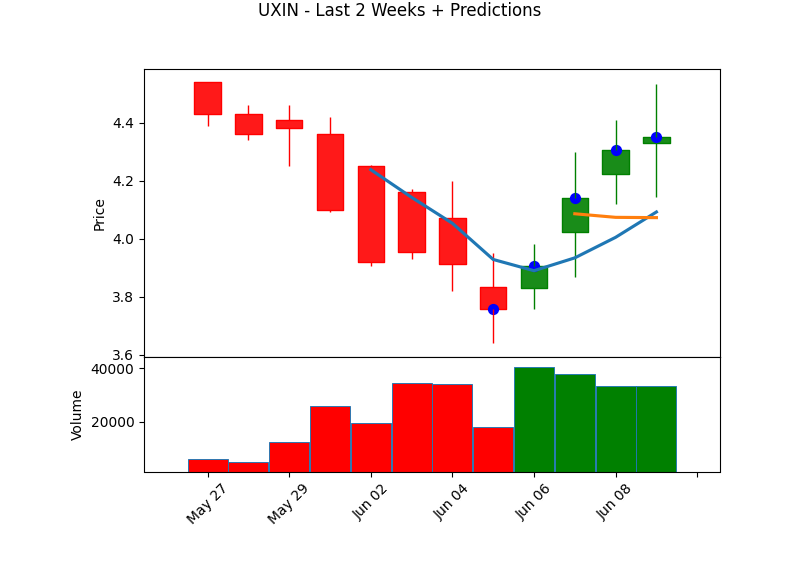 UXIN - Last 2 Weeks + Predictions
Price
4.4
4.2
4.0
3.8
3.6
Volume
40000
20000
May 27
May 29
Jun 02
Jun 04
Jun 06
Jun 08